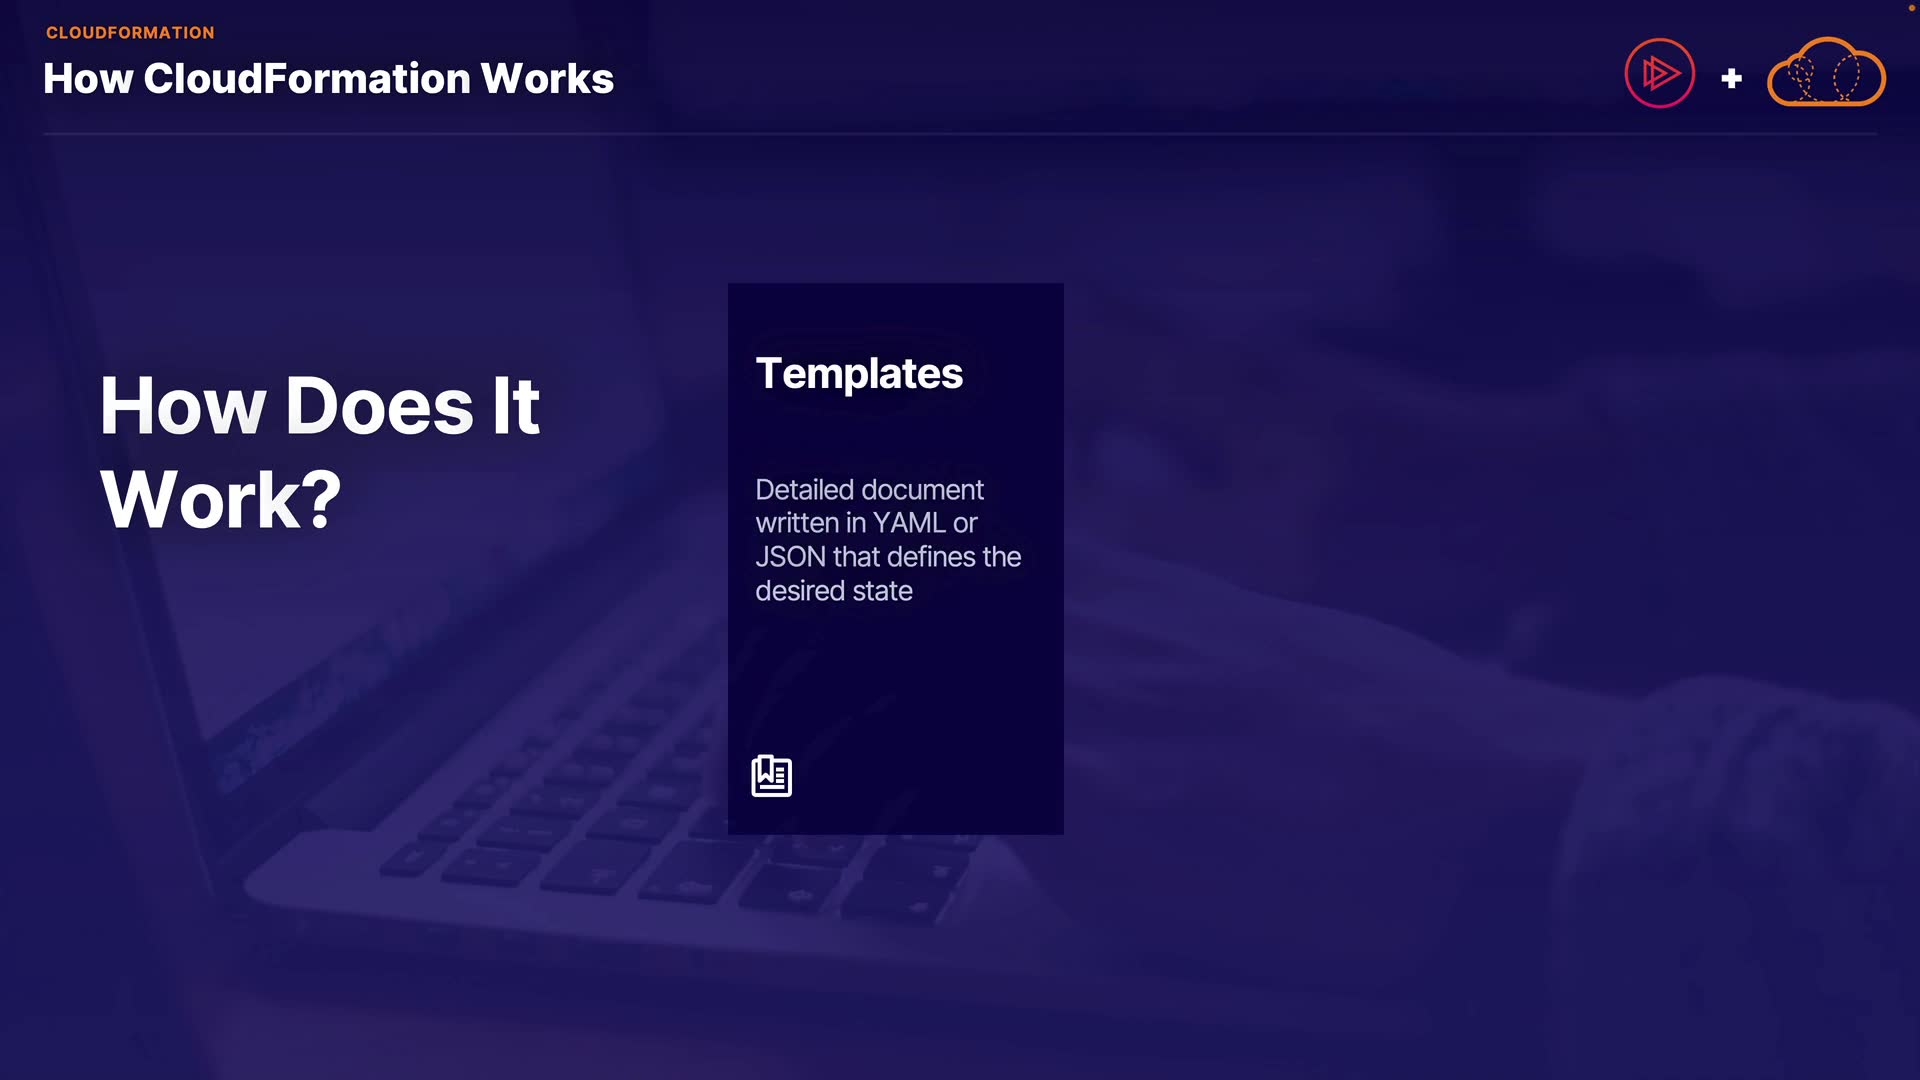 CLOUDFORMATION
How CloudFormation Works
+
How Does It
Work?
Templates
Detailed document
written in YAML or
JSON that defines the
desired state